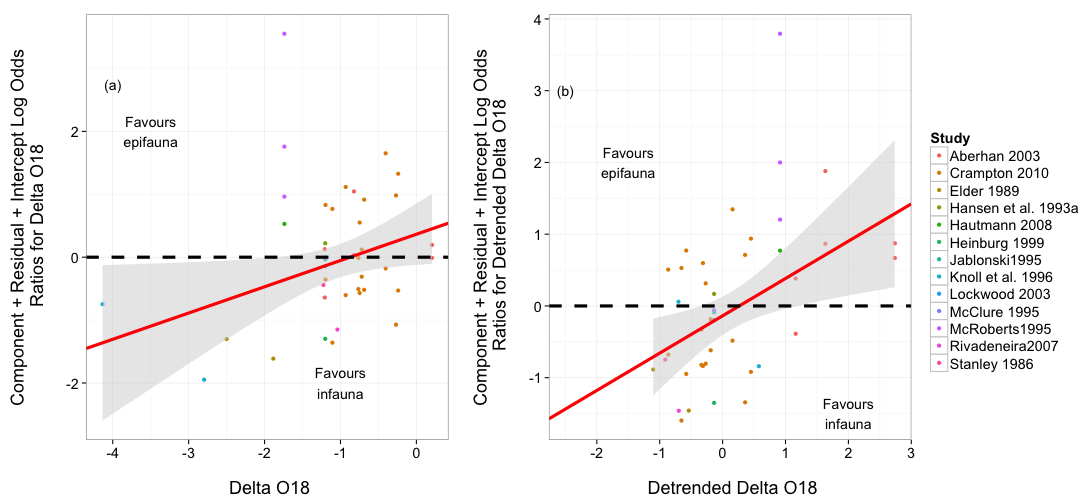 Component + Residual + Intercept Log Odds
Ratios for Delta O18
(a)
Favours
epifauna
Favours
infauna
2
0
-2
-4
-3
-2
-1
0
Delta O18
Component + Residual + Intercept Log Odds
Ratios for Detrended Delta O18
(b)
Favours
epifauna
Favours
infauna
4
3
2
1
0
-1
-2
-1
0
1
2
3
Detrended Delta O18
Study
Aberhan 2003
Crampton 2010
Elder 1989
Hansen et al. 1993a
Hautmann 2008
Heinburg 1999
Jablonski1995
Knoll et al. 1996
Lockwood 2003
McClure 1995
McRoberts1995
Rivadeneira2007
Stanley 1986